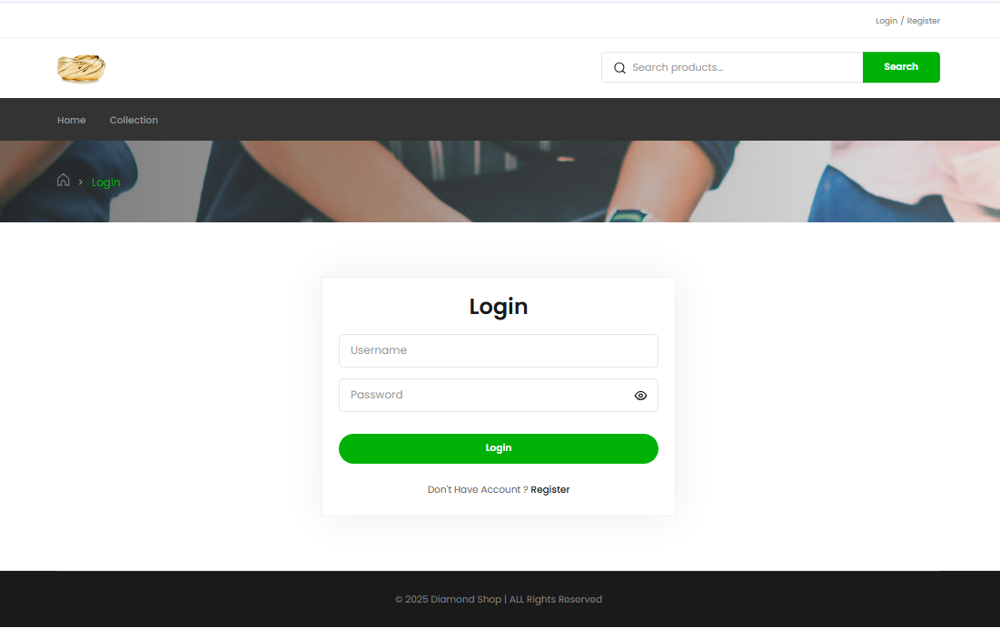 Login / Register
Search products...
Search
Home
Collection
Login
Login
Username
Password
Login
Don't Have Account ? Register
© 2025 Diamond Shop | ALL Rights Reserved